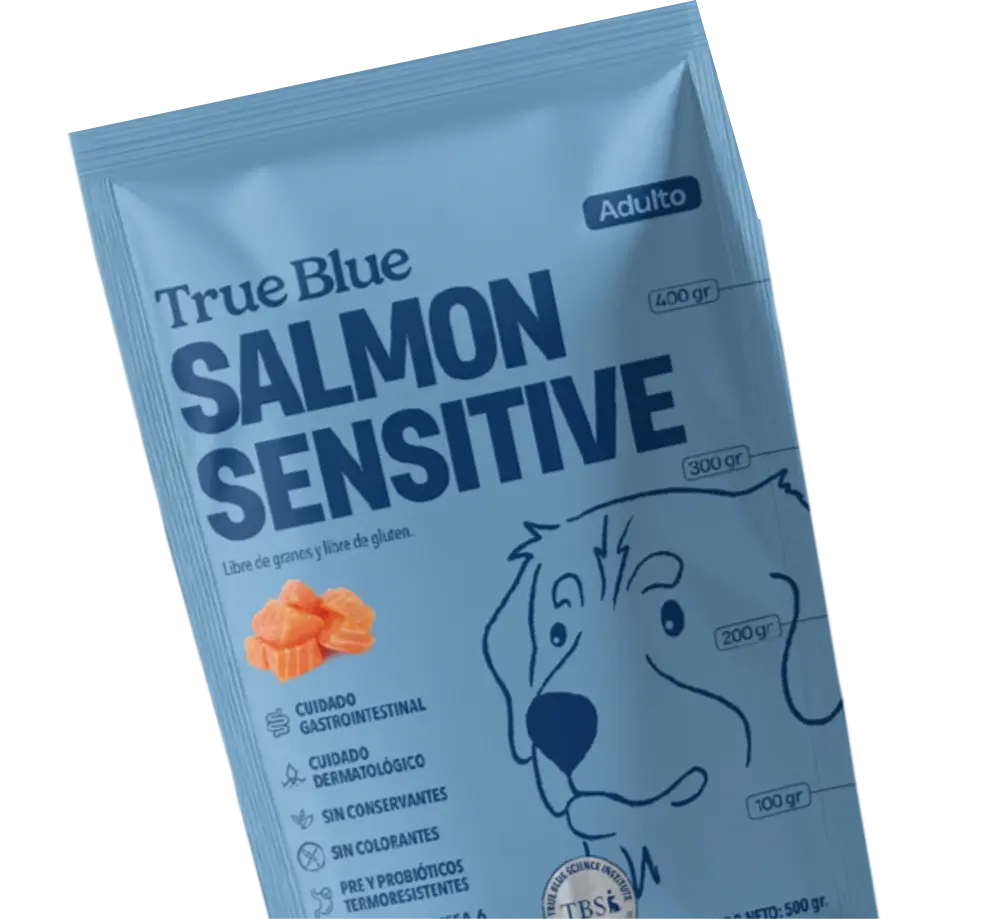 Adulto
True Blue
SALMON
SENSITIVE
400 gr
300 gr
Libre de granos y libre de gluten.
200 gr
CUIDADO
GASTROINTESTINAL
CUIDADO
DERMATOLÓGICO
SIN CONSERVANTES
100 gr
SIN COLORANTES
PRE Y PROBIÓTICOS
TERMORESISTENTES
TRUE BLUE SCIENCE INSTITUTE
TBS
NETO: 500 gr.